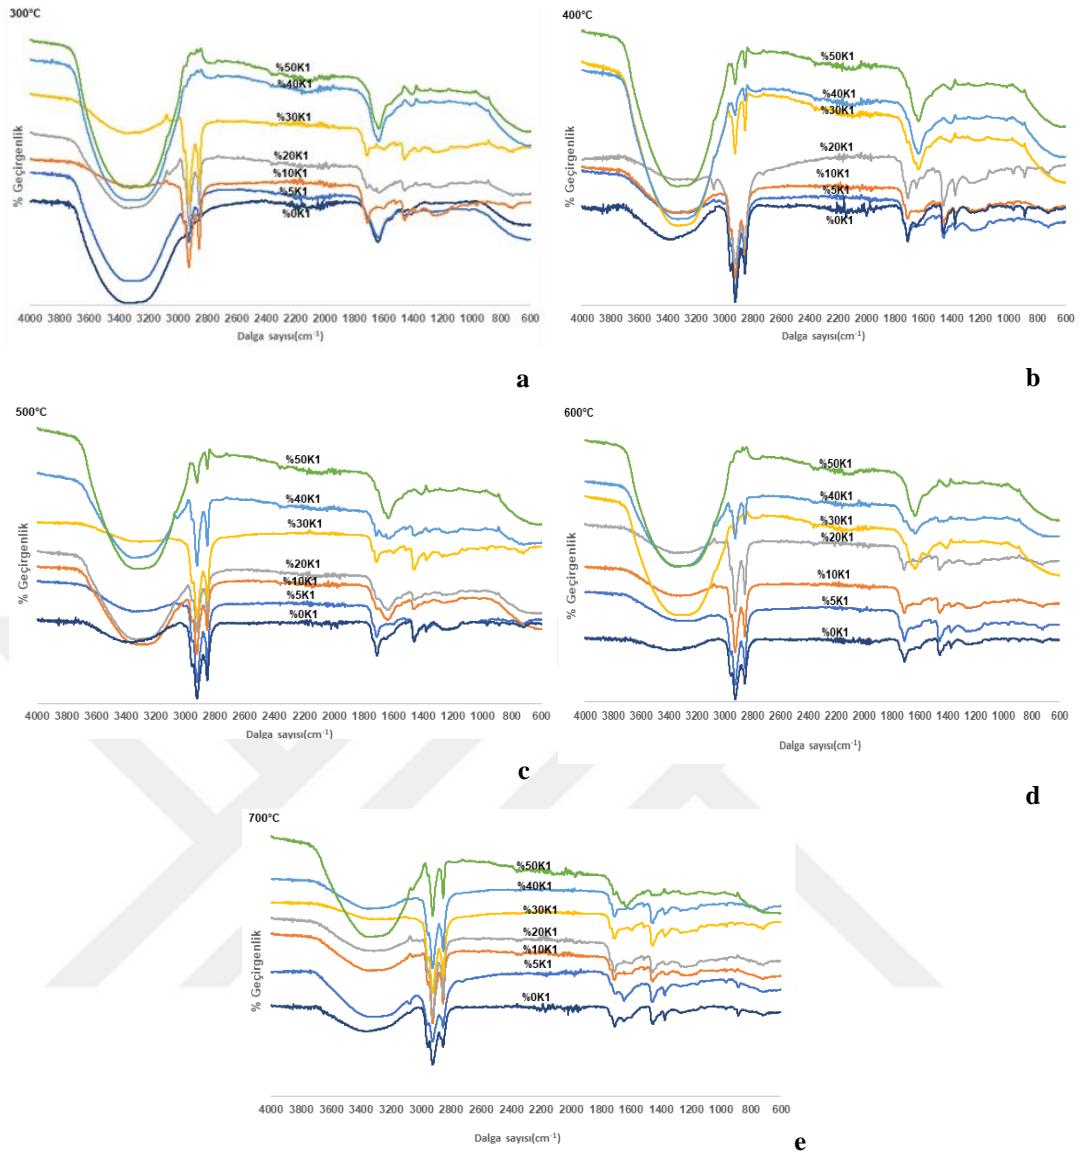 300°C
%50K1
%40K1
%30K1
%20K1
%10K1
%5K1
%0K1
% Geçirgenlik
4000 3800 3600 3400 3200 3000 2800 2600 2400 2200 2000 1800 1600 1400 1200 1000 800 600
Dalga sayısı(cm⁻¹)
a
400°C
%50K1
%40K1
%30K1
%20K1
%10K1
%5K1
%0K1
% Geçirgenlik
4000 3800 3600 3400 3200 3000 2800 2600 2400 2200 2000 1800 1600 1400 1200 1000 800 600
Dalga sayısı(cm⁻¹)
b
500°C
%50K1
%40K1
%30K1
%20K1
%10K1
%5K1
%0K1
% Geçirgenlik
4000 3800 3600 3400 3200 3000 2800 2600 2400 2200 2000 1800 1600 1400 1200 1000 800 600
Dalga sayısı(cm⁻¹)
c
600°C
%50K1
%40K1
%30K1
%20K1
%10K1
%5K1
%0K1
% Geçirgenlik
4000 3800 3600 3400 3200 3000 2800 2600 2400 2200 2000 1800 1600 1400 1200 1000 800 600
Dalga sayısı(cm⁻¹)
d
700°C
%50K1
%40K1
%30K1
%20K1
%10K1
%5K1
%0K1
% Geçirgenlik
4000 3800 3600 3400 3200 3000 2800 2600 2400 2200 2000 1800 1600 1400 1200 1000 800 600
Dalga sayısı(cm⁻¹)
e